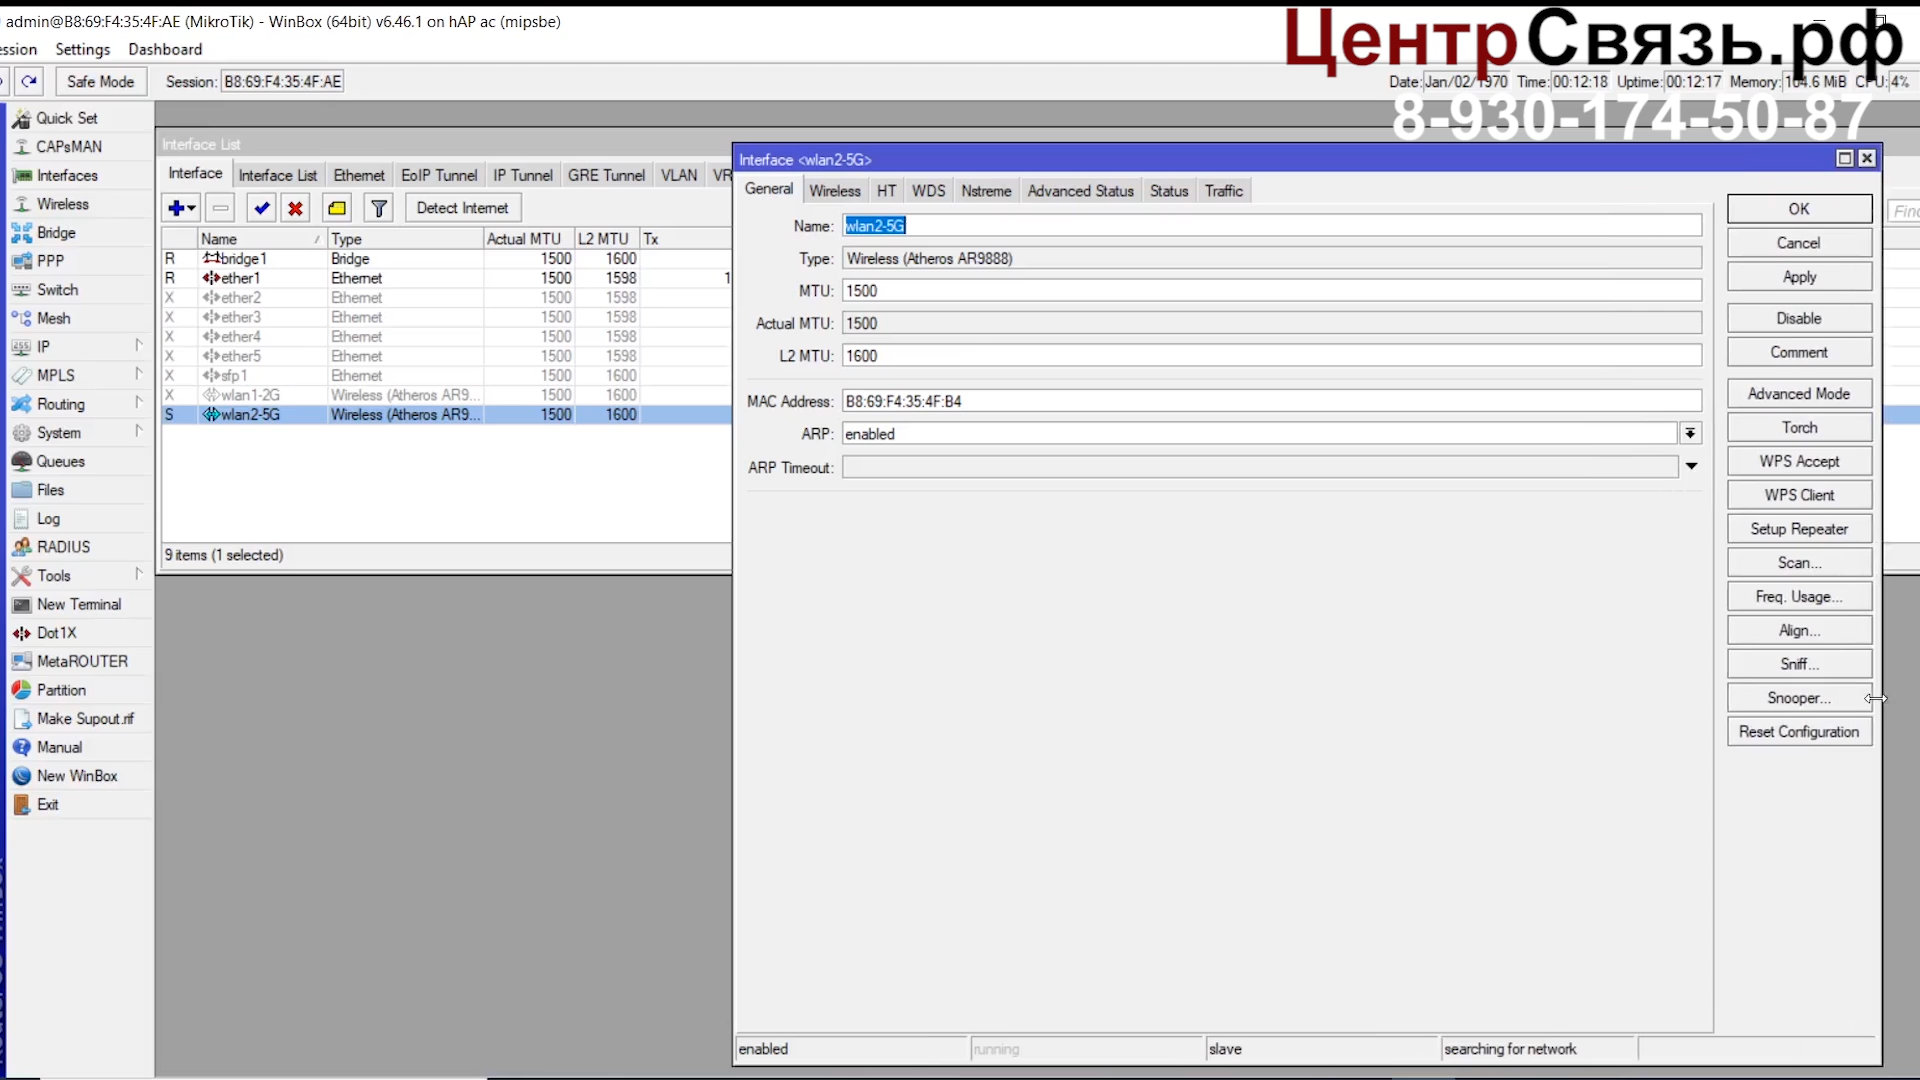 admin@B8:69:F4:35:4F:AE (MikroTik) - WinBox (64bit) v6.46.1 on hAP ac (mipsbe)
ЦентрСвязь.рф
8-930-174-50-87
ession Settings Dashboard
Safe Mode Session: B8:69:F4:35:4F:AE
Date: Jan/02/1970 Time: 00:12:18 Uptime: 00:12:17 Memory: 104.6 MiB CPU: 4%
Quick Set
CAPsMAN
Interfaces
Wireless
Bridge
PPP
Switch
Mesh
IP
MPLS
Routing
System
Queues
Files
Log
RADIUS
Tools
New Terminal
Dot1X
MetaROUTER
Partition
Make Supout.rif
Manual
New WinBox
Exit
Interface List
Interface Interface List Ethernet EoIP Tunnel IP Tunnel GRE Tunnel VLAN VR
Detect Internet
Name Type Actual MTU L2 MTU Tx
R bridge1 Bridge 1500 1600
R ether1 Ethernet 1500 1598 1
X ether2 Ethernet 1500 1598
X ether3 Ethernet 1500 1598
X ether4 Ethernet 1500 1598
X ether5 Ethernet 1500 1598
X sfp1 Ethernet 1500 1600
X wlan1-2G Wireless (Atheros AR9... 1500 1600
S wlan2-5G Wireless (Atheros AR9... 1500 1600
9 items (1 selected)
Interface <wlan2-5G>
General Wireless HT WDS Nstreme Advanced Status Status Traffic
Name: wlan2-5G
Type: Wireless (Atheros AR9888)
MTU: 1500
Actual MTU: 1500
L2 MTU: 1600
MAC Address: B8:69:F4:35:4F:B4
ARP: enabled
ARP Timeout:
OK
Cancel
Apply
Disable
Comment
Advanced Mode
Torch
WPS Accept
WPS Client
Setup Repeater
Scan...
Freq. Usage...
Align...
Sniff...
Snooper...
Reset Configuration
Find
enabled running slave searching for network